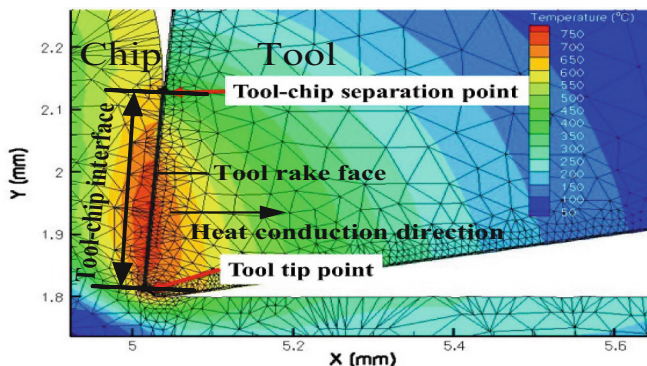 Temperature (°C)
Chip
Tool
750
700
650
600
550
500
450
400
350
300
250
200
150
100
50
Tool-chip separation point
Tool-chip interface
Tool rake face
Heat conduction direction
Tool tip point
2.2
2.1
2
1.9
1.8
Y (mm)
5
5.2
5.4
5.6
X (mm)